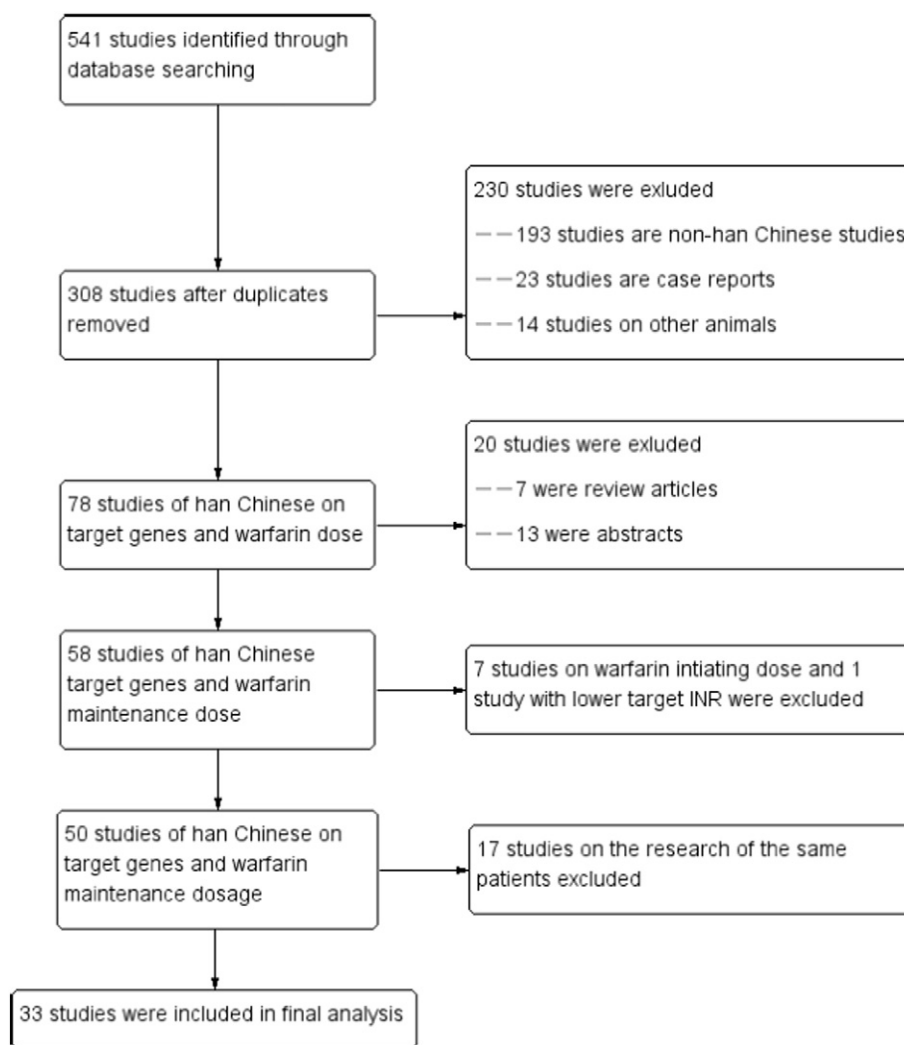 541 studies identified through
database searching
230 studies were exluded
— — 193 studies are non-han Chinese studies
— — 23 studies are case reports
— — 14 studies on other animals
308 studies after duplicates
removed
20 studies were exluded
— — 7 were review articles
— — 13 were abstracts
78 studies of han Chinese on
target genes and warfarin dose
58 studies of han Chinese
target genes and warfarin
maintenance dose
7 studies on warfarin intiating dose and 1
study with lower target INR were excluded
50 studies of han Chinese on
target genes and warfarin
maintenance dosage
17 studies on the research of the same
patients excluded
33 studies were included in final analysis